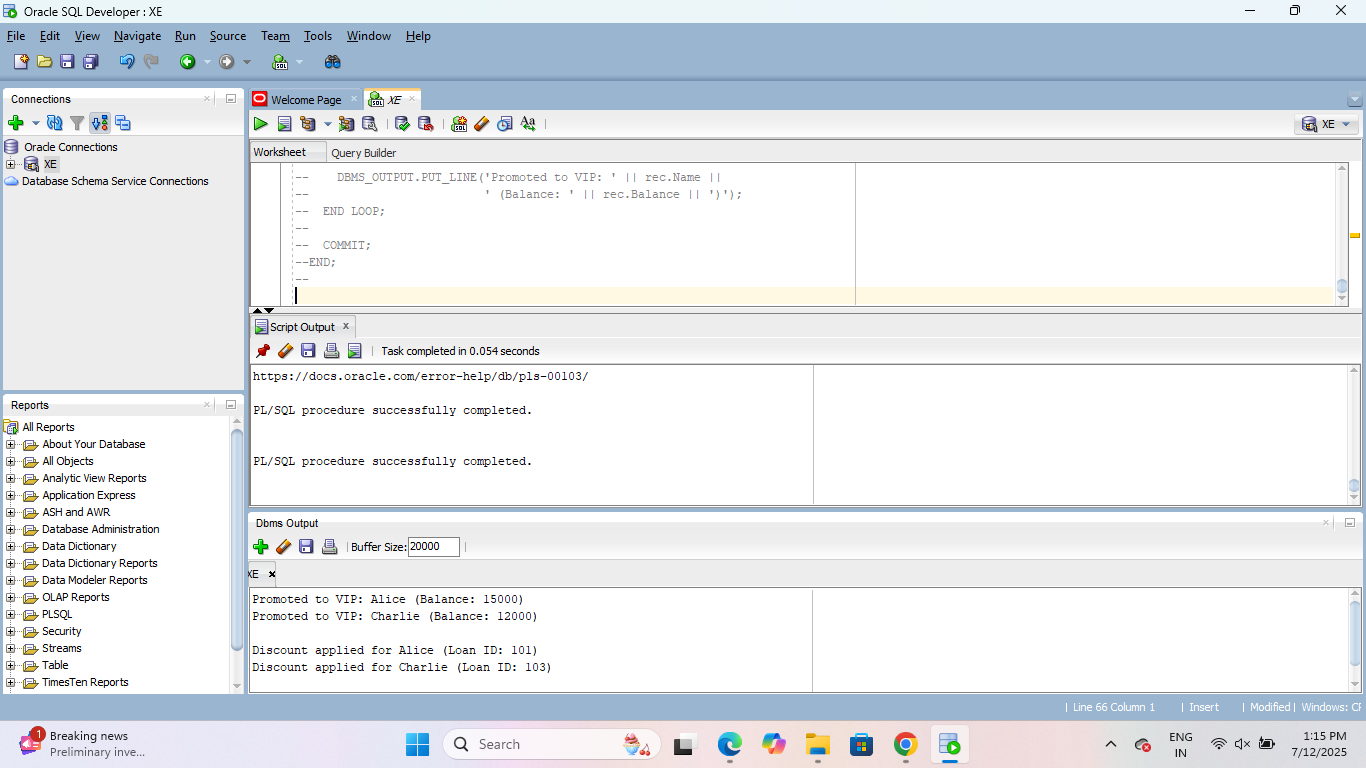 Oracle SQL Developer : XE
File Edit View Navigate Run Source Team Tools Window Help
Connections
Oracle Connections
XE
Database Schema Service Connections
Reports
All Reports
About Your Database
All Objects
Analytic View Reports
Application Express
ASH and AWR
Database Administration
Data Dictionary
Data Dictionary Reports
Data Modeler Reports
OLAP Reports
PLSQL
Security
Streams
Table
TimesTen Reports
Welcome Page XE
XE
Worksheet Query Builder
-- DBMS_OUTPUT.PUT_LINE('Promoted to VIP: ' || rec.Name ||
-- ' (Balance: ' || rec.Balance || ')');
-- END LOOP;
--
-- COMMIT;
--END;
--
Script Output x
Task completed in 0.054 seconds
https://docs.oracle.com/error-help/db/pls-00103/
PL/SQL procedure successfully completed.
PL/SQL procedure successfully completed.
Dbms Output
Buffer Size: 20000
XE
Promoted to VIP: Alice (Balance: 15000)
Promoted to VIP: Charlie (Balance: 12000)
Discount applied for Alice (Loan ID: 101)
Discount applied for Charlie (Loan ID: 103)
| Line 66 Column 1 | Insert | Modified | Windows: CF
1
Breaking news
Preliminary inve...
Search
ENG
IN
1:15 PM
7/12/2025